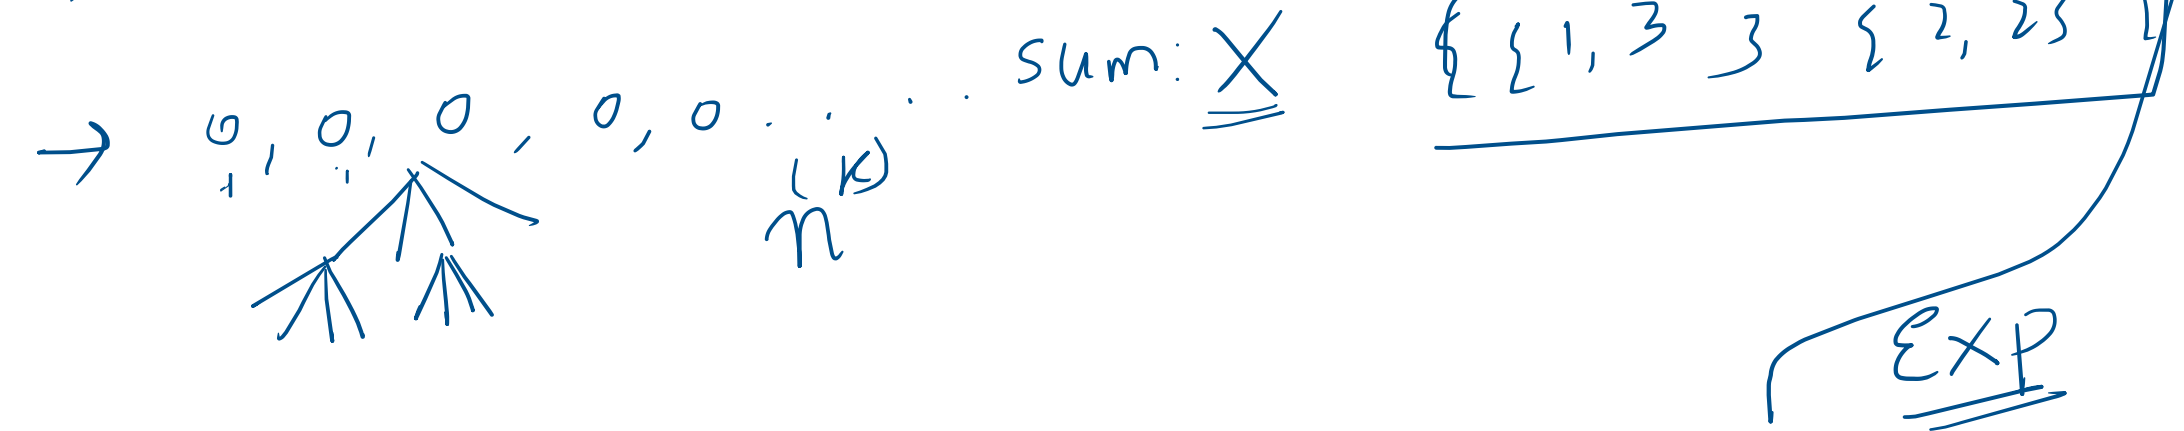 sum: X { { 1, 3 } { 2, 2 } }
→ 0, 0, 0, 0, 0 . . . .
(k)
n
Exp